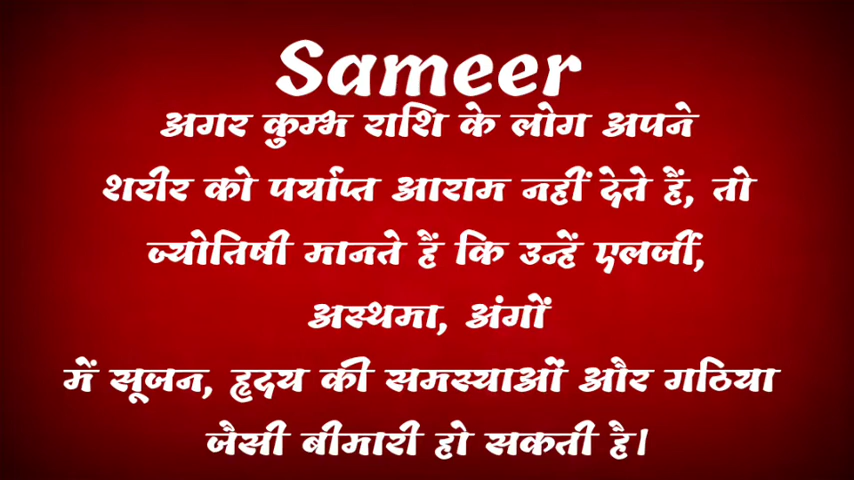 Sameer
अगर कुम्भ राशि के लोग अपने
शरीर को पर्याप्त आराम नहीं देते हैं, तो
ज्योतिषी मानते हैं कि उन्हें एलर्जी,
अस्थमा, अंगों
में सूजन, हृदय की समस्याओं और गठिया
जैसी बीमारी हो सकती है।